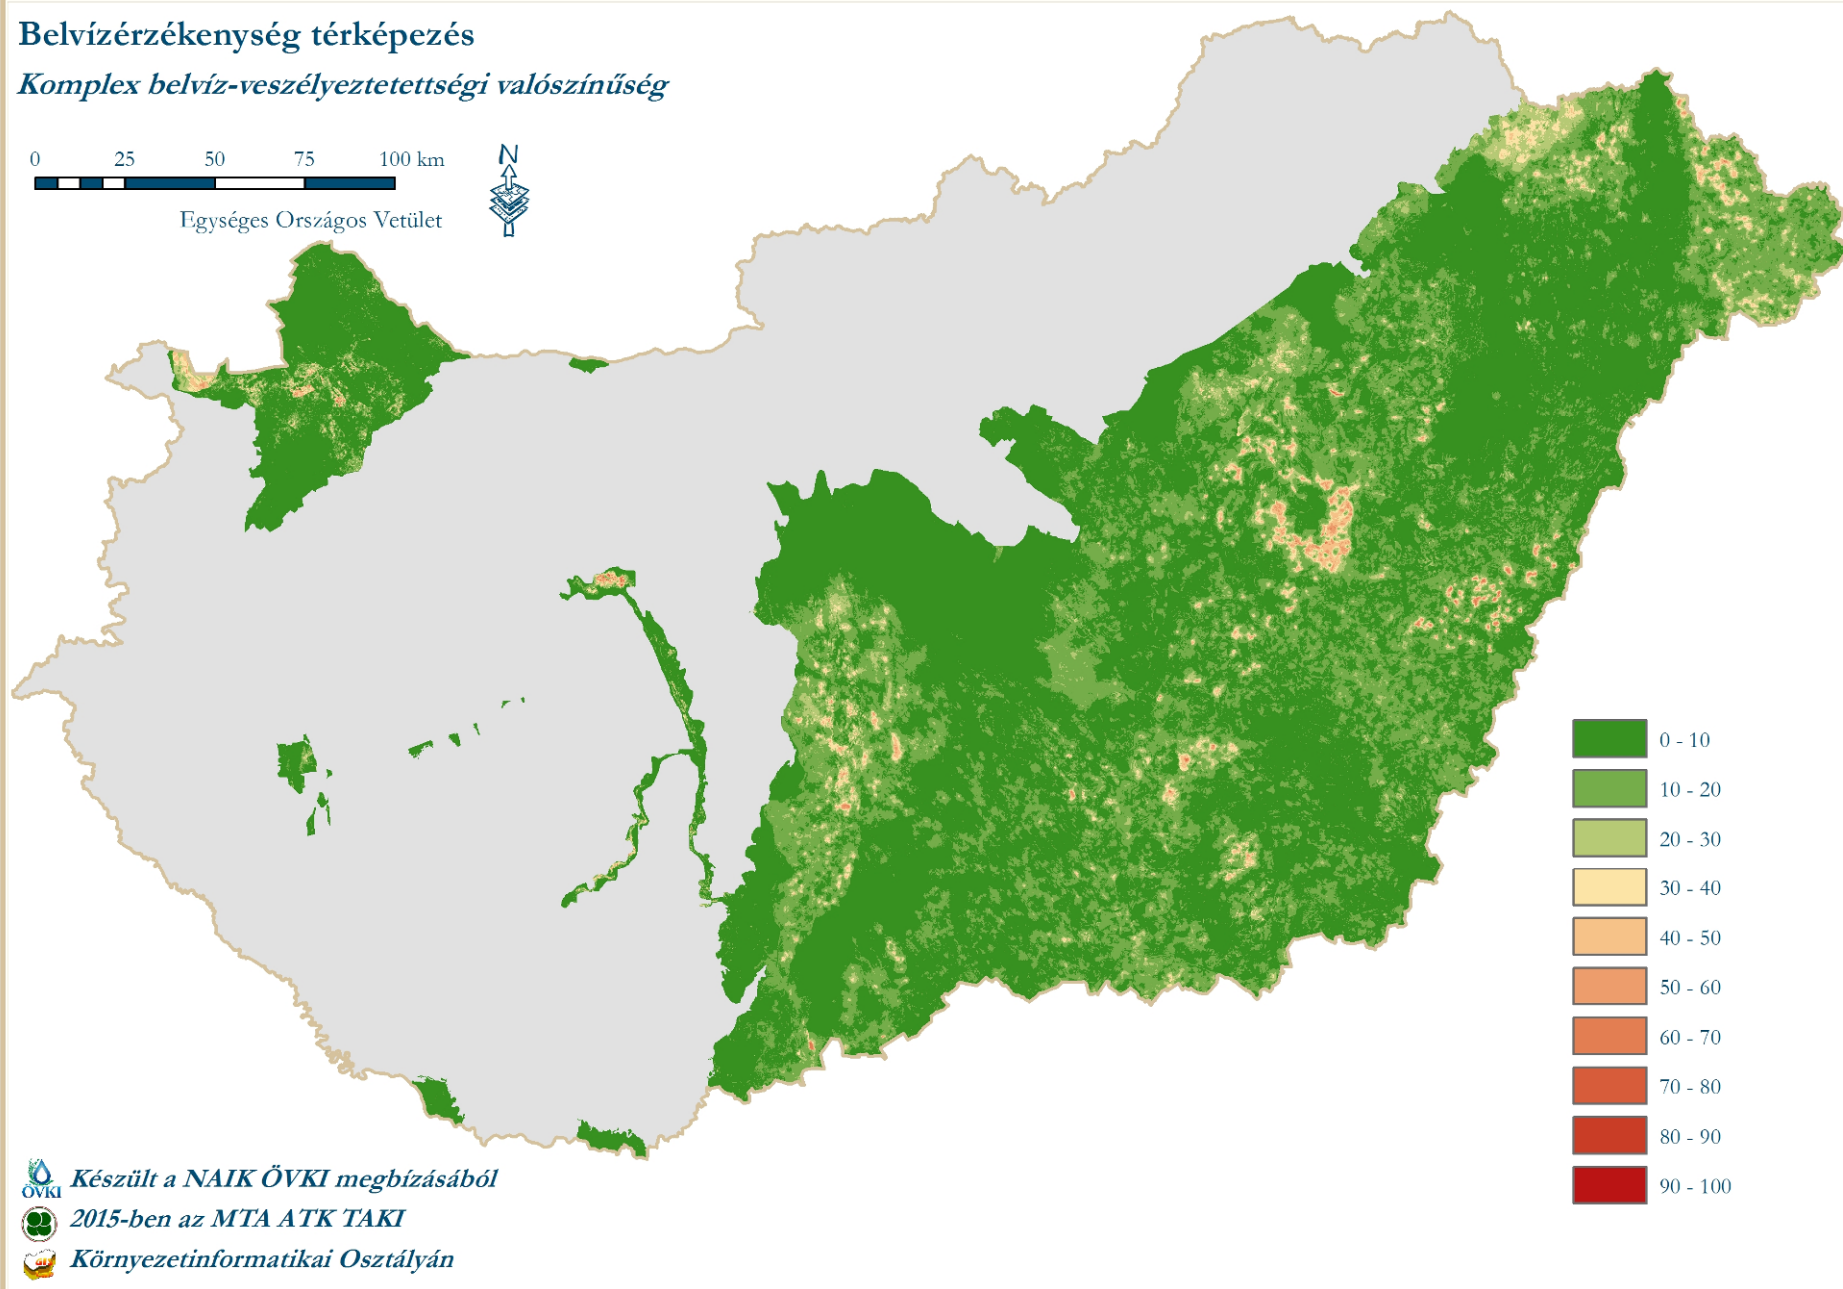 Belvízérzékenység térképezés
Komplex belvíz-veszélyeztetettségi valószínűség
0 25 50 75 100 km
N
Egységes Országos Vetület
0 - 10
10 - 20
20 - 30
30 - 40
40 - 50
50 - 60
60 - 70
70 - 80
80 - 90
90 - 100
ÖVKI
Készült a NAIK ÖVKI megbízásából
2015-ben az MTA ATK TAKI
Környezetinformatikai Osztályán